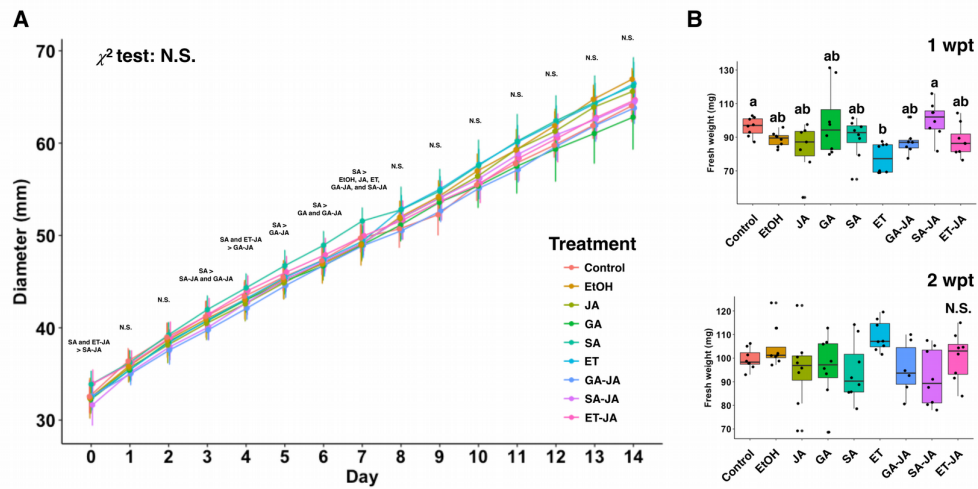 A
χ² test: N.S.
Diameter (mm)
70
60
50
40
30
SA and ET-JA
> SA-JA
N.S.
N.S.
SA >
SA-JA and GA-JA
SA and ET-JA
> GA-JA
SA >
GA-JA
SA >
GA and GA-JA
SA >
EtOH, JA, ET,
GA-JA, and SA-JA
N.S.
N.S.
N.S.
N.S.
N.S.
N.S.
N.S.
Treatment
Control
EtOH
JA
GA
SA
ET
GA-JA
SA-JA
ET-JA
0 1 2 3 4 5 6 7 8 9 10 11 12 13 14
Day
B
1 wpt
Fresh weight (mg)
130
110
90
70
a ab ab ab ab b ab a ab
Control EtOH JA GA SA ET GA-JA SA-JA ET-JA
2 wpt
N.S.
Fresh weight (mg)
120
110
100
90
80
70
Control EtOH JA GA SA ET GA-JA SA-JA ET-JA